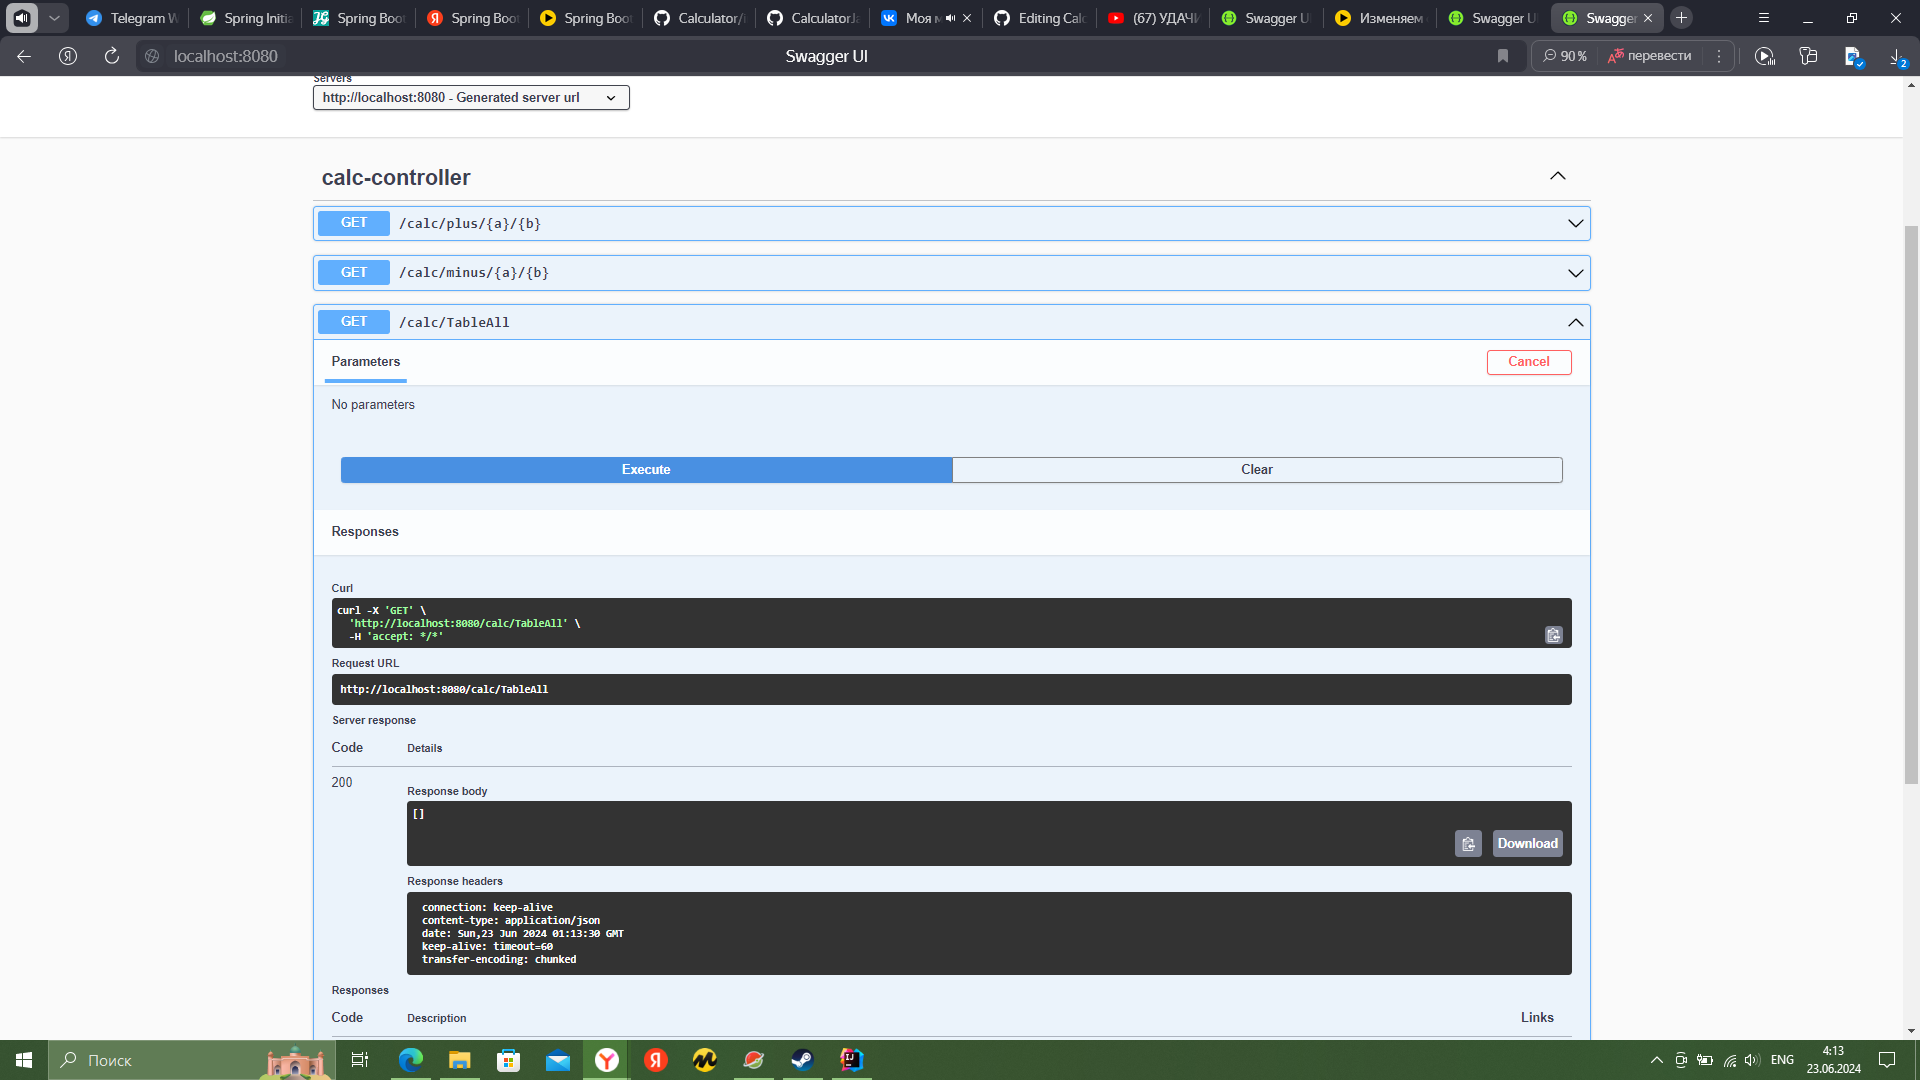 Telegram W
Spring Initia
Spring Boot
Spring Boot
Spring Boot
Calculator/i
CalculatorJa
Моя м
Editing Calc
(67) УДАЧИ
Swagger UI
Изменяем
Swagger U
Swagger
localhost:8080
Swagger UI
90 %
перевести
2
Servers
http://localhost:8080 - Generated server url
calc-controller
GET /calc/plus/{a}/{b}
GET /calc/minus/{a}/{b}
GET /calc/TableAll
Parameters
Cancel
No parameters
Execute
Clear
Responses
Curl
curl -X 'GET' \
'http://localhost:8080/calc/TableAll' \
-H 'accept: */*'
Request URL
http://localhost:8080/calc/TableAll
Server response
Code Details
200
Response body
[]
Download
Response headers
connection: keep-alive
content-type: application/json
date: Sun,23 Jun 2024 01:13:30 GMT
keep-alive: timeout=60
transfer-encoding: chunked
Responses
Code Description Links
Поиск
ENG
4:13
23.06.2024